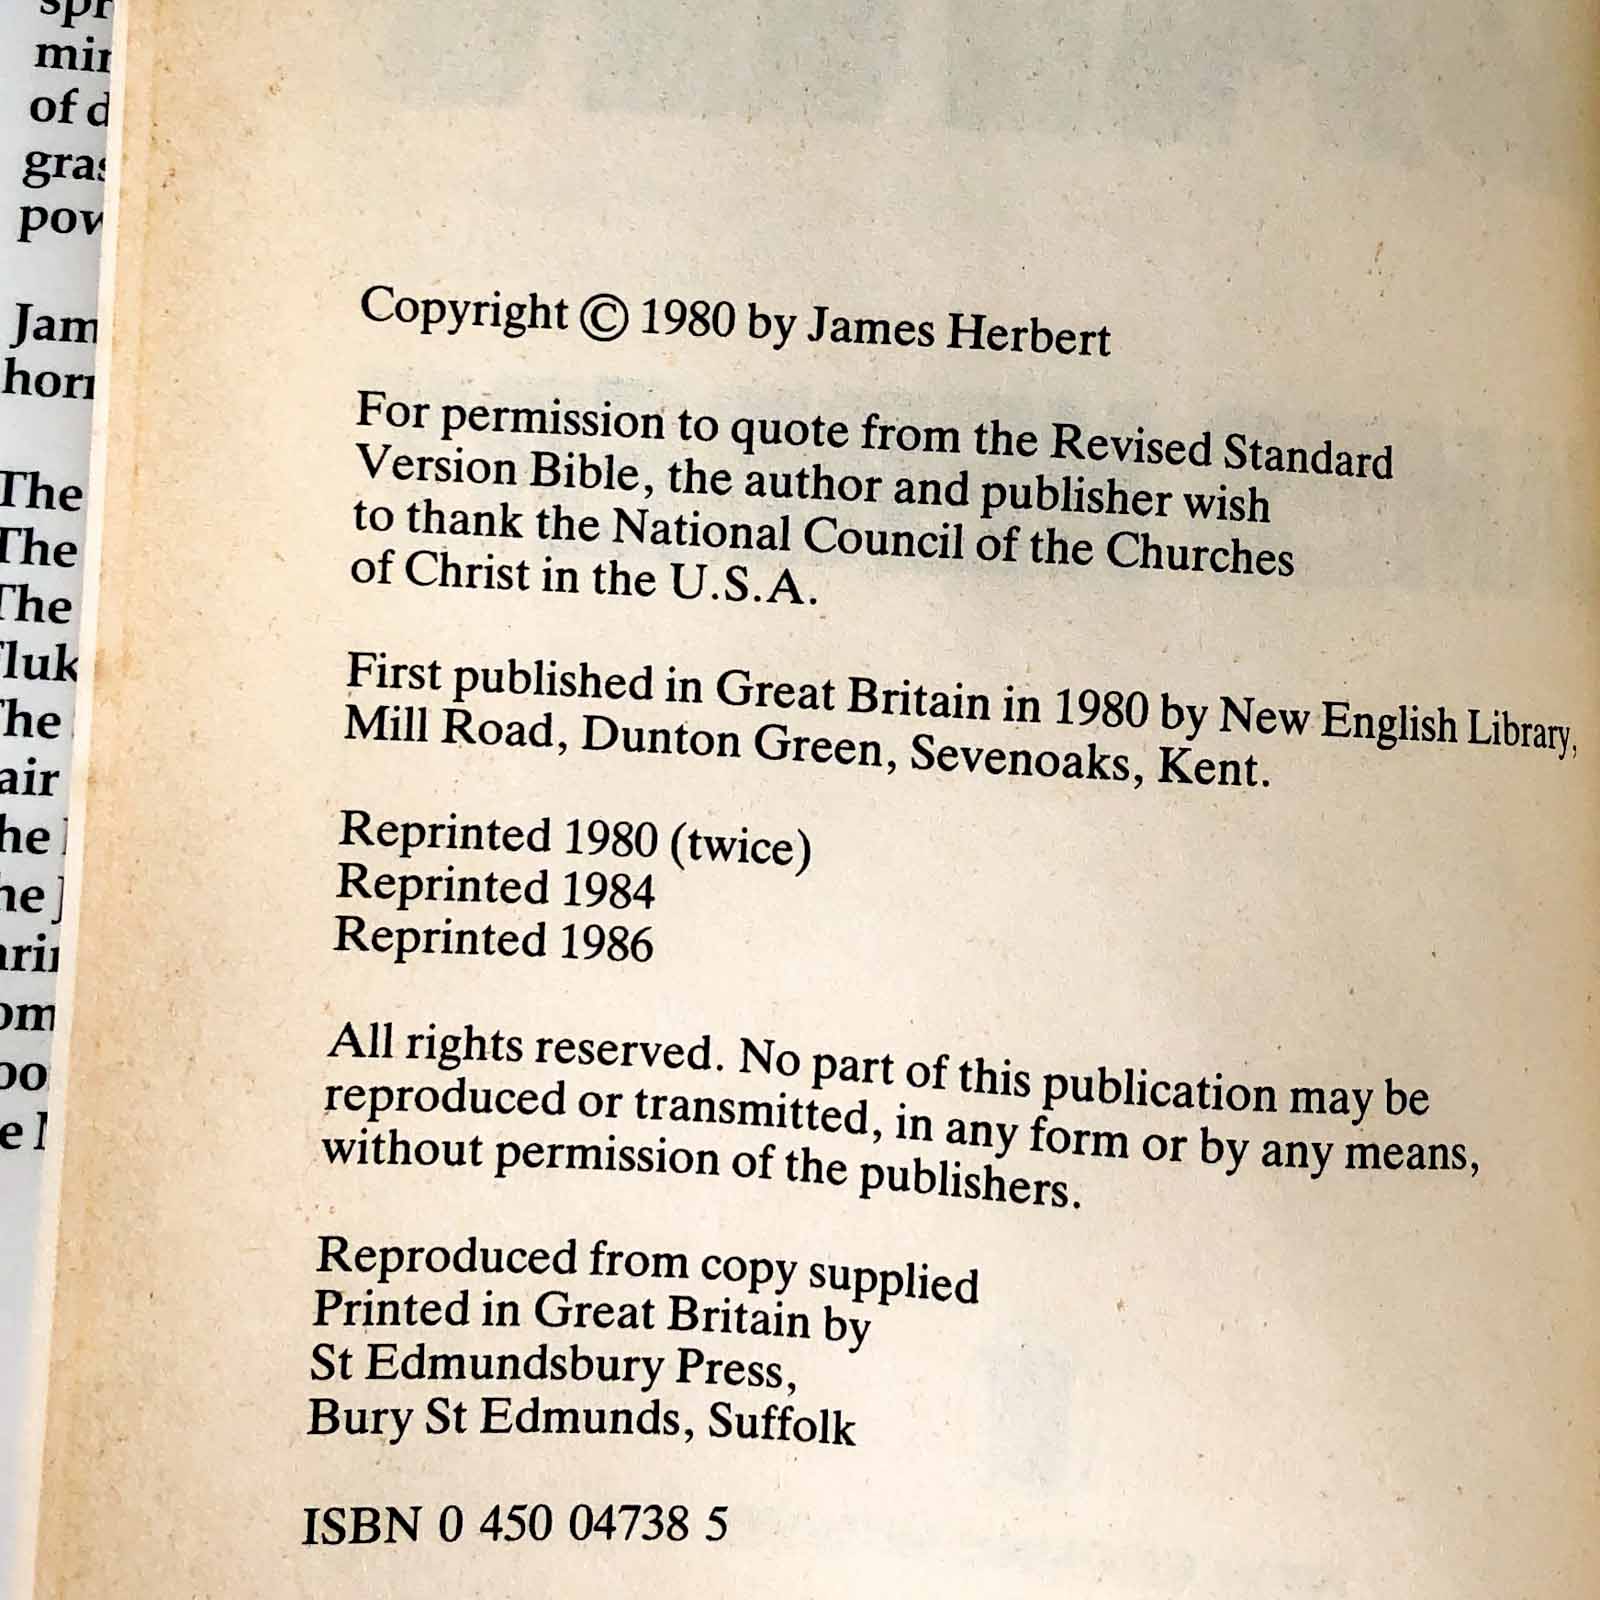 of
Jam
The
The
The
Copyright © 1980 by James Herbert
For permission to quote from the Revised Standard
Version Bible, the author and publisher wish
to thank the National Council of the Churches
of Christ in the U.S.A.
First published in Great Britain in 1980 by New English Library,
Mill Road, Dunton Green, Sevenoaks, Kent.
Reprinted 1980 (twice)
Reprinted 1984
Reprinted 1986
All rights reserved. No part of this publication may be
reproduced or transmitted, in any form or by any means,
without permission of the publishers.
Reproduced from copy supplied
Printed in Great Britain by
St Edmundsbury Press,
Bury St Edmunds, Suffolk
ISBN 0 450 04738 5